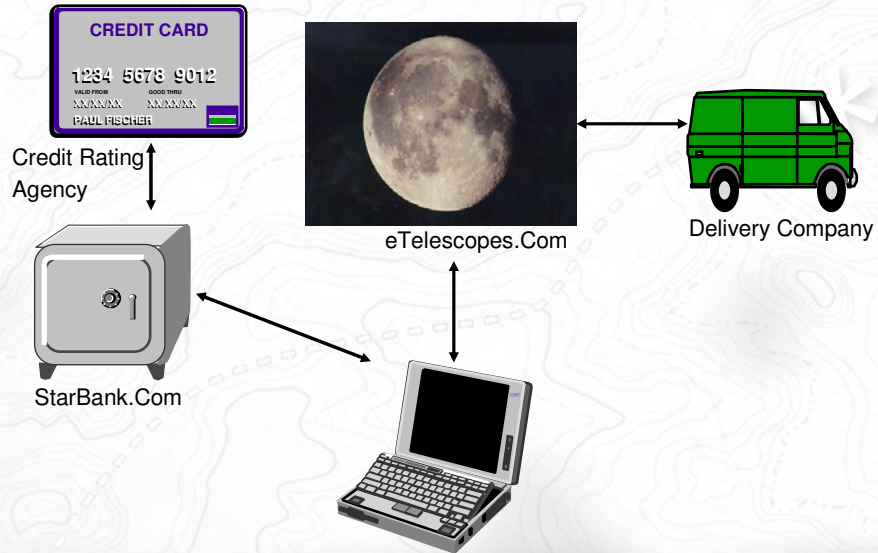 CREDIT CARD
1234 5678 9012
VALID FROM GOOD THRU
XX/XX/XX XX/XX/XX
PAUL FISCHER
Credit Rating
Agency
eTelescopes.Com
Delivery Company
StarBank.Com
IBM